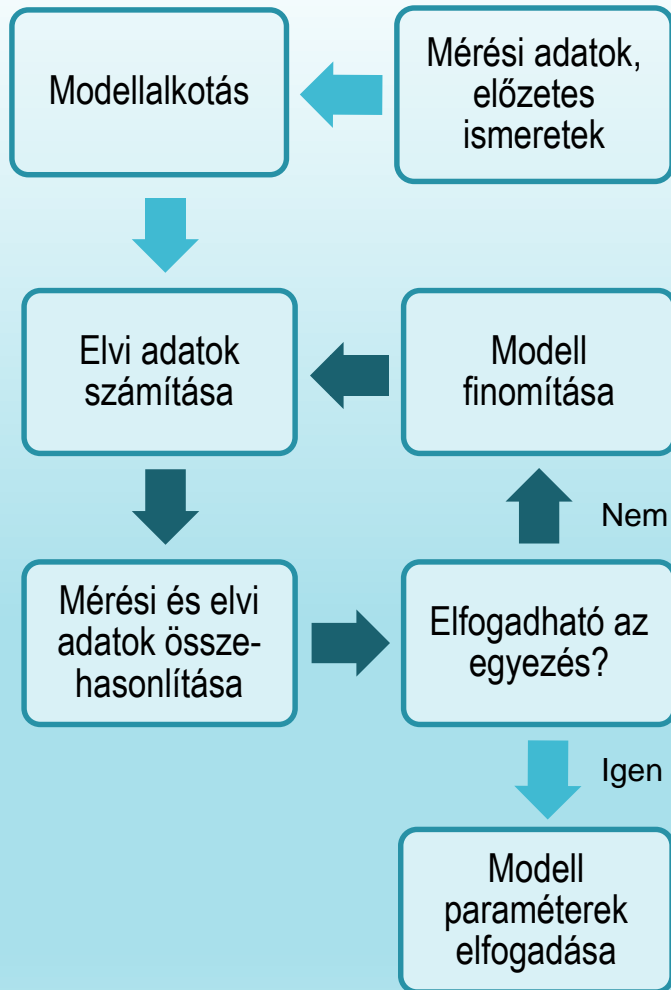 Modellalkotás
Mérési adatok,
előzetes
ismeretek
Elvi adatok
számítása
Modell
finomítása
Nem
Mérési és elvi
adatok össze-
hasonlítása
Elfogadható az
egyezés?
Igen
Modell
paraméterek
elfogadása